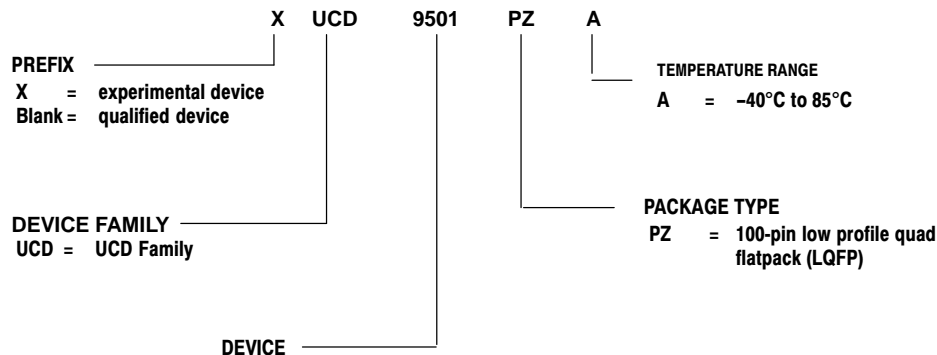 X UCD 9501 PZ A
PREFIX
X = experimental device
Blank = qualified device
TEMPERATURE RANGE
A = −40°C to 85°C
DEVICE FAMILY
UCD = UCD Family
PACKAGE TYPE
PZ = 100-pin low profile quad
flatpack (LQFP)
DEVICE